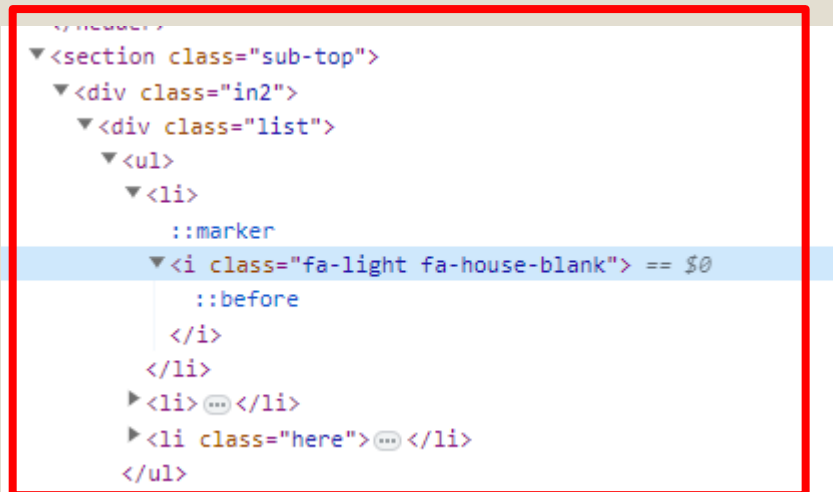 ▼<section class="sub-top">
▼<div class="in2">
▼<div class="list">
▼<ul>
▼<li>
::marker
▼<i class="fa-light fa-house-blank"> == $0
::before
</i>
</li>
▶<li>…</li>
▶<li class="here">…</li>
</ul>